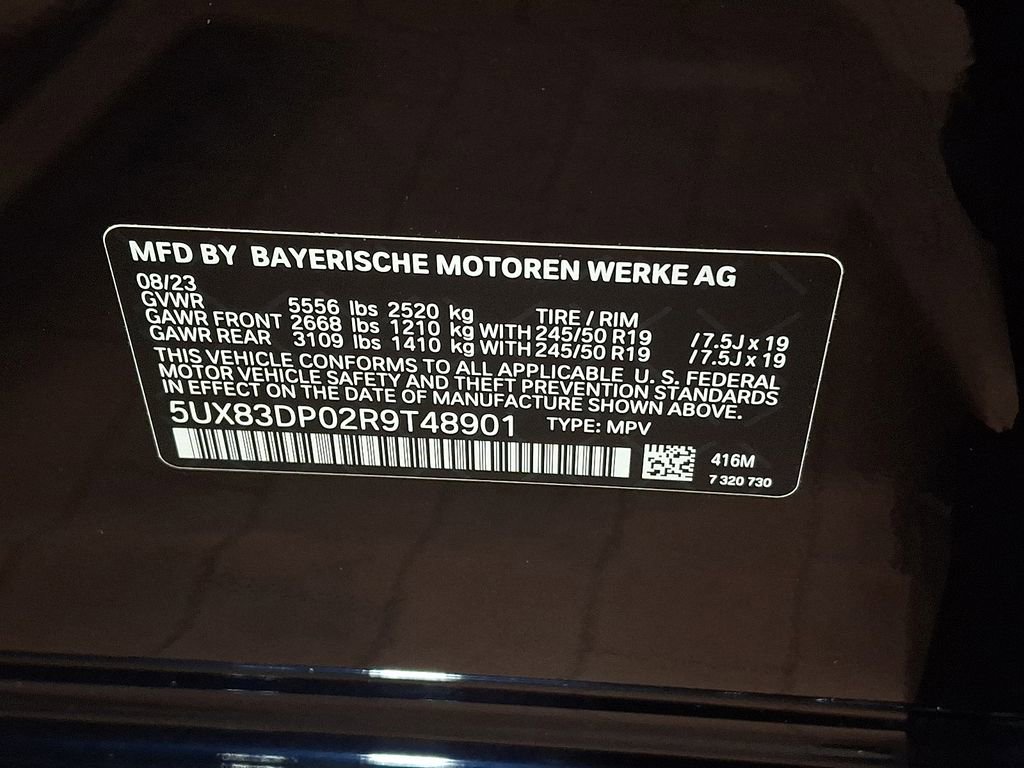 MFD BY BAYERISCHE MOTOREN WERKE AG
08/23
GVWR 5556 lbs 2520 kg TIRE / RIM
GAWR FRONT 2668 lbs 1210 kg WITH 245/50 R19 / 7.5J x 19
GAWR REAR 3109 lbs 1410 kg WITH 245/50 R19 / 7.5J x 19
THIS VEHICLE CONFORMS TO ALL APPLICABLE U. S. FEDERAL
MOTOR VEHICLE SAFETY AND THEFT PREVENTION STANDARDS
IN EFFECT ON THE DATE OF MANUFACTURE SHOWN ABOVE.
5UX83DP02R9T48901 TYPE: MPV
416M
7 320 730